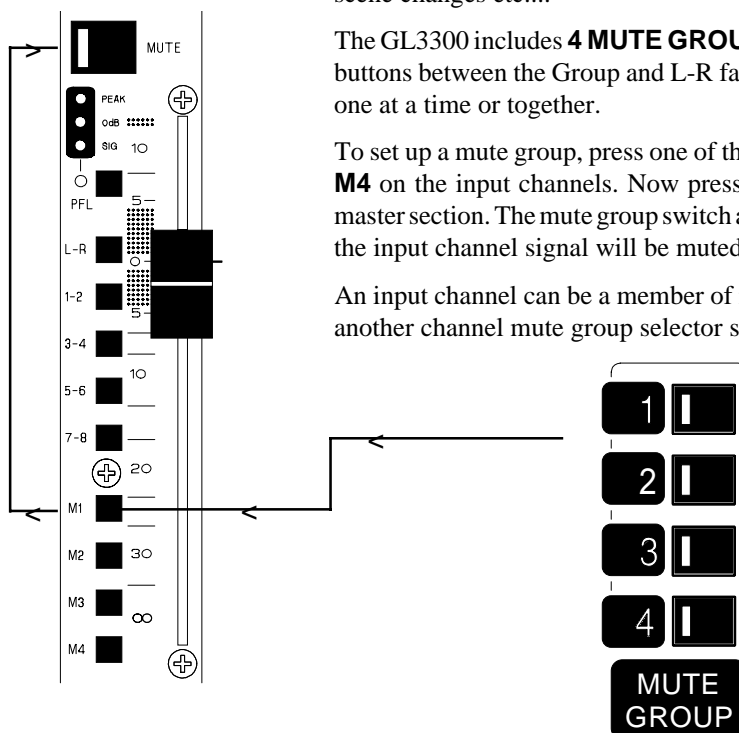 scene changes etc....
The GL3300 includes 4 MUTE GROU
buttons between the Group and L-R fa
one at a time or together.
To set up a mute group, press one of th
M4 on the input channels. Now press
master section. The mute group switch a
the input channel signal will be muted
An input channel can be a member of
another channel mute group selector s
MUTE
PEAK
0dB
SIG
10
PFL
5
L-R
0
1-2
5
3-4
10
5-6
7-8
20
M1
M2
30
M3
∞
M4
1
2
3
4
MUTE
GROUP